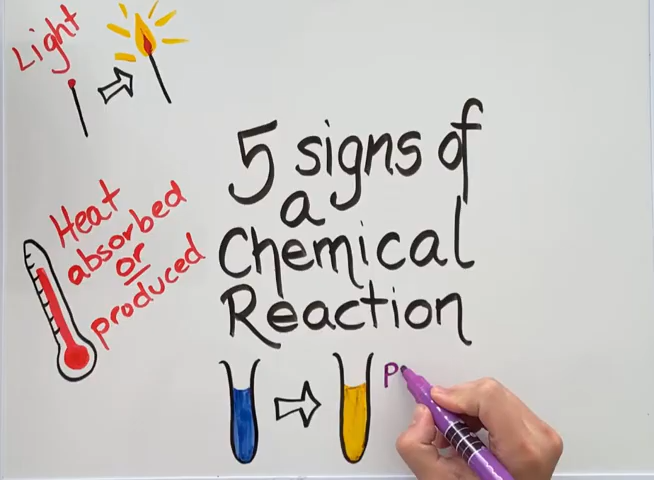 Light
5 signs of
a
Chemical
Reaction
Heat
absorbed
or
produced
P